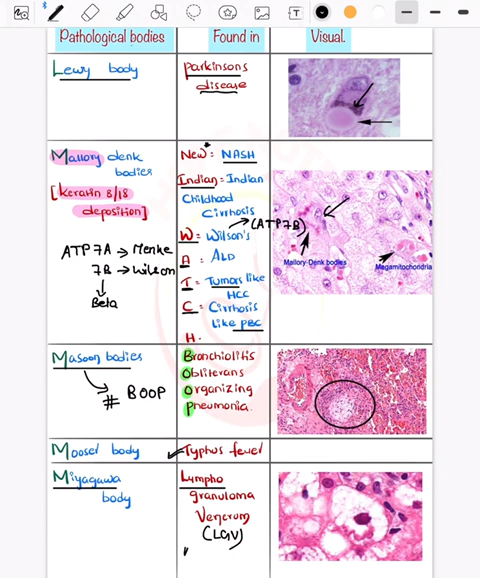 Pathological bodies
Found in
Visual.
Lewy body
parkinsons
disease
Mallory denk
bodies
[keratin 8/18
deposition]
ATP7A → Menke
7B → Wilson
Beta
New* = NASH
Indian = Indian
Childhood
Cirrhosis
W = Wilson's
(ATP7B)
A = ALD
T = Tumors like
HCC
C = Cirrhosis
like PBC
H.
Mallory-Denk bodies
Megamitochondria
Masson bodies
# BOOP
Bronchiolitis
Obliterans
Organizing
pneumonia.
Moosel body
Typhus fever
Miyagawa
body
Lympho
granuloma
Venerum
(LGV)